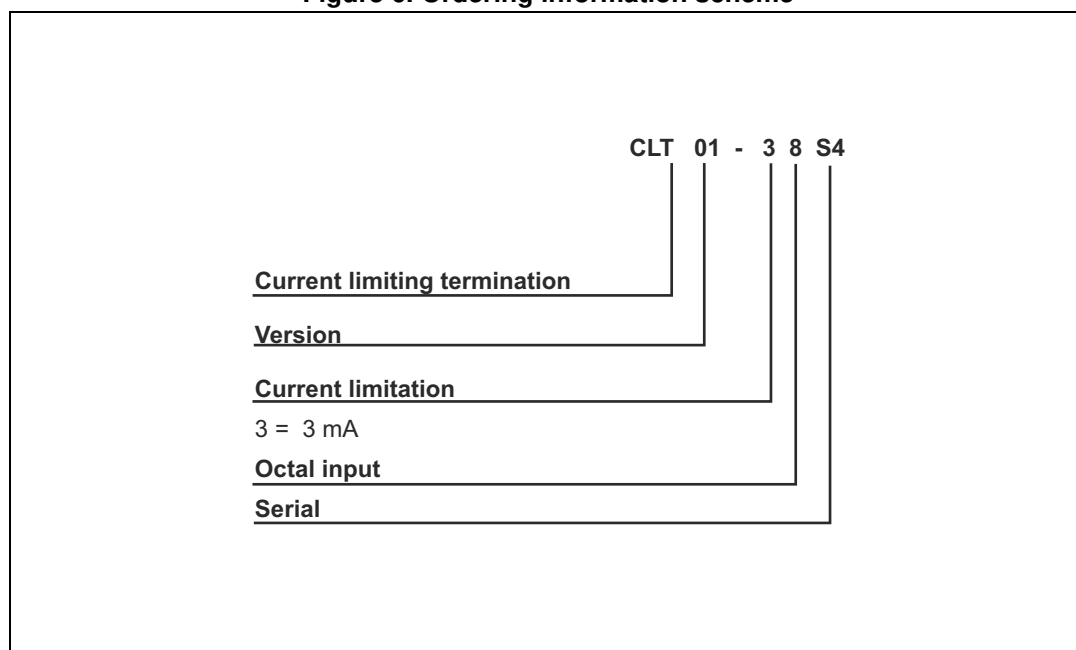 CLT 01 - 3 8 S4
Current limiting termination
Version
Current limitation
3 = 3 mA
Octal input
Serial